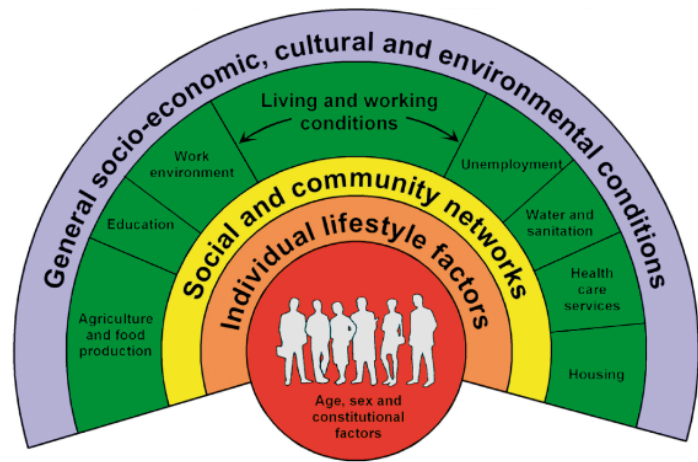 General socio-economic, cultural and environmental conditions
Living and working
conditions
Work
environment
Education
Agriculture
and food
production
Unemployment
Water and
sanitation
Health
care
services
Housing
Social and community networks
Individual lifestyle factors
Age, sex and
constitutional
factors